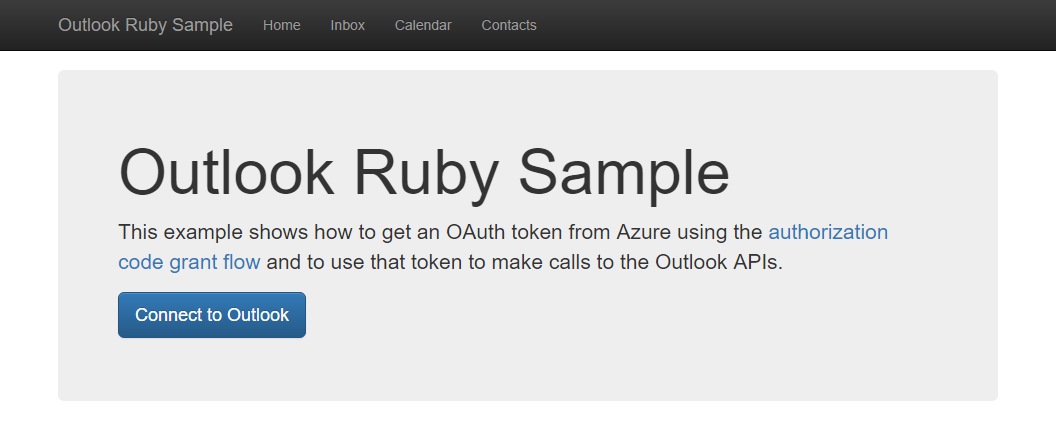 Outlook Ruby Sample Home Inbox Calendar Contacts
Outlook Ruby Sample
This example shows how to get an OAuth token from Azure using the authorization
code grant flow and to use that token to make calls to the Outlook APIs.
Connect to Outlook